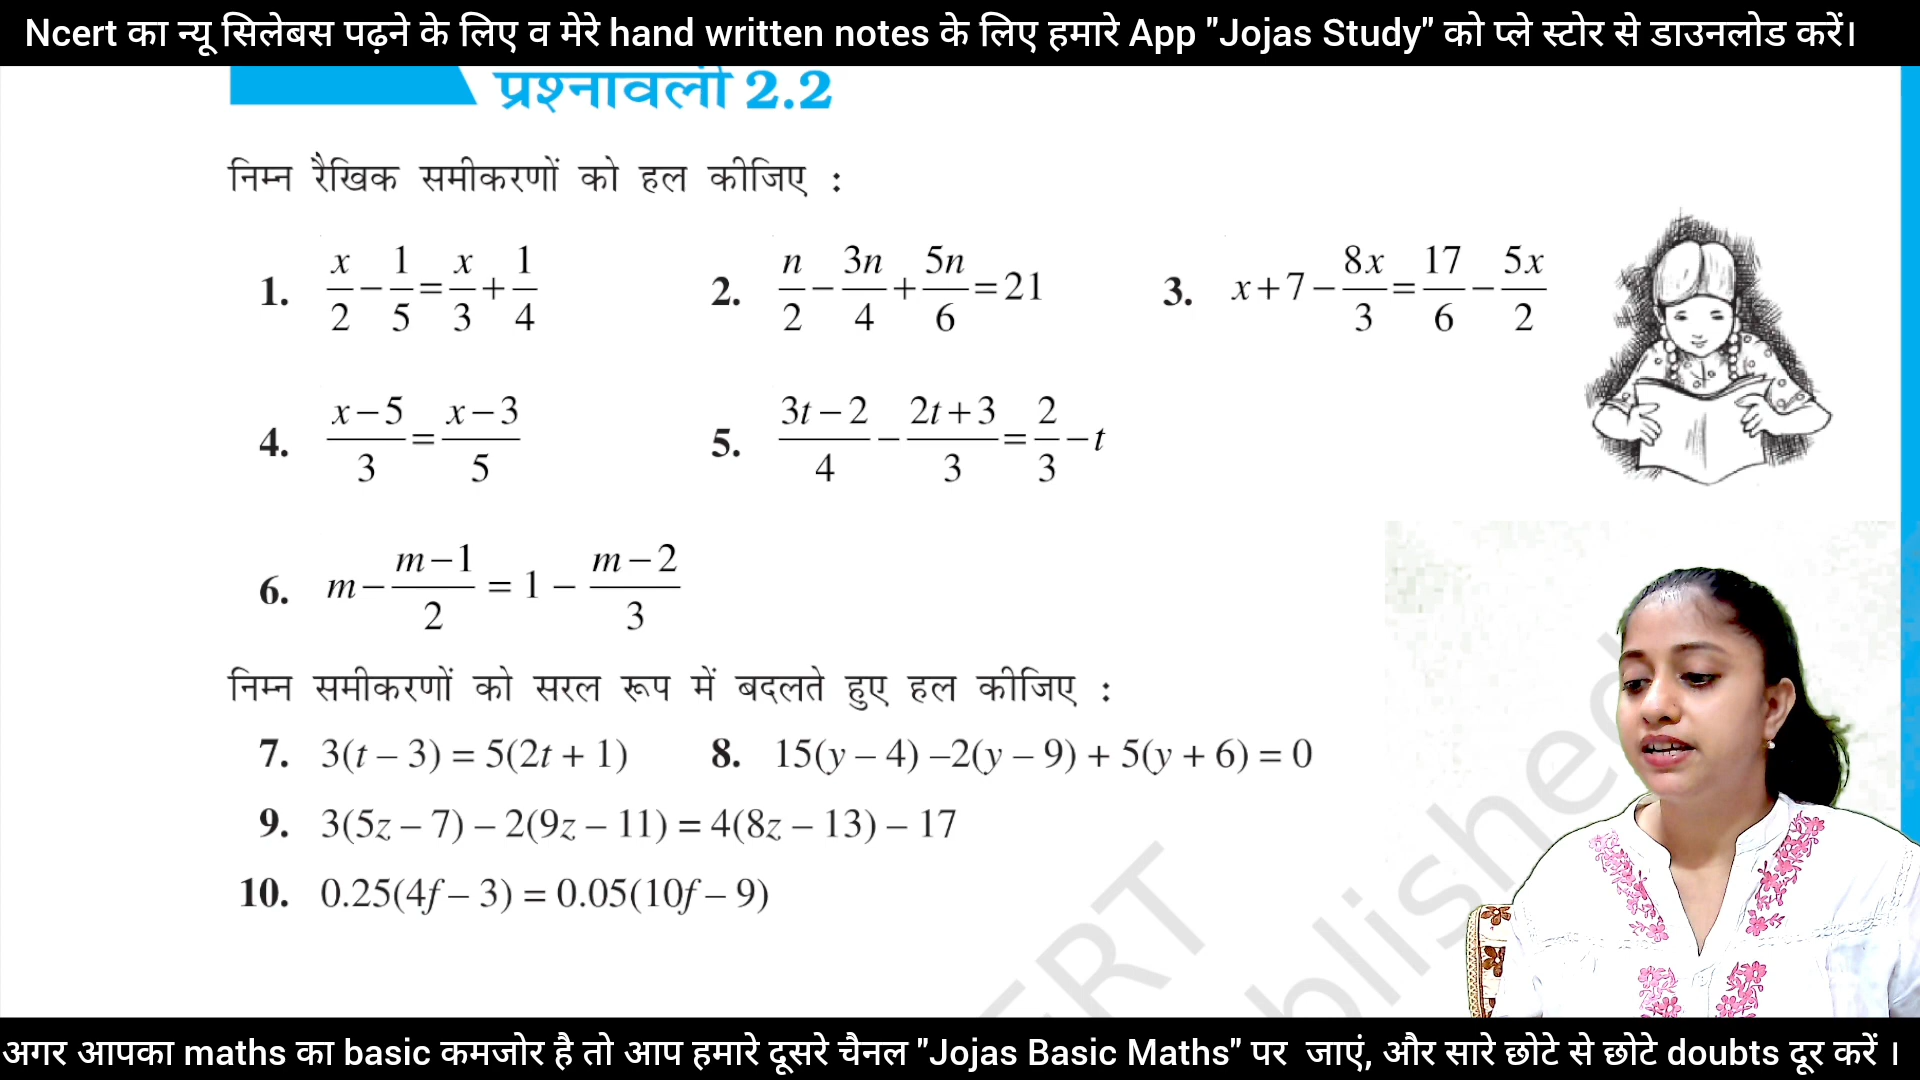 Ncert का न्यू सिलेबस पढ़ने के लिए व मेरे hand written notes के लिए हमारे App "Jojas Study" को प्ले स्टोर से डाउनलोड करें।
प्रश्नावली 2.2
निम्न रैखिक समीकरणों को हल कीजिए :
1. x/2 − 1/5 = x/3 + 1/4 2. n/2 − 3n/4 + 5n/6 = 21 3. x + 7 − 8x/3 = 17/6 − 5x/2
4. (x − 5)/3 = (x − 3)/5 5. (3t − 2)/4 − (2t + 3)/3 = 2/3 − t
6. m − (m − 1)/2 = 1 − (m − 2)/3
निम्न समीकरणों को सरल रूप में बदलते हुए हल कीजिए :
7. 3(t – 3) = 5(2t + 1) 8. 15(y – 4) –2(y – 9) + 5(y + 6) = 0
9. 3(5z – 7) – 2(9z – 11) = 4(8z – 13) – 17
10. 0.25(4f – 3) = 0.05(10f – 9)
अगर आपका maths का basic कमजोर है तो आप हमारे दूसरे चैनल "Jojas Basic Maths" पर जाएं, और सारे छोटे से छोटे doubts दूर करें ।